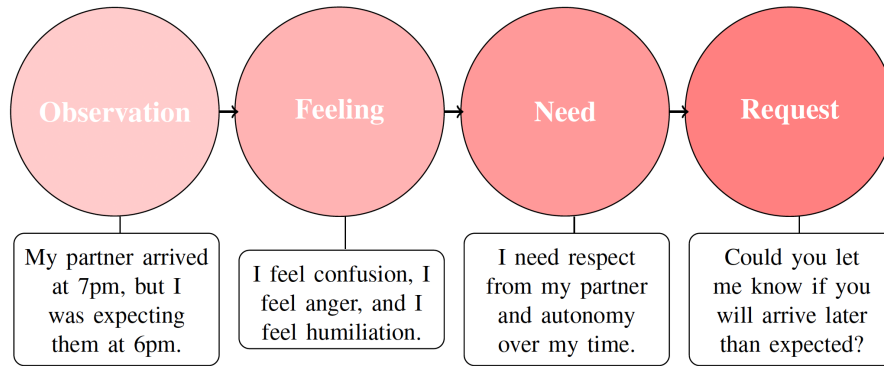 Observation
Feeling
Need
Request
My partner arrived
at 7pm, but I
was expecting
them at 6pm.
I feel confusion, I
feel anger, and I
feel humiliation.
I need respect
from my partner
and autonomy
over my time.
Could you let
me know if you
will arrive later
than expected?